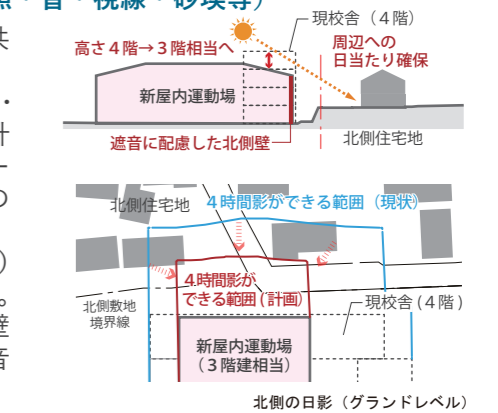 照・音・視線・砂埃等）
共
・
計
の
）
。
壁
音
現校舎（４階）
高さ４階→３階相当へ
周辺への
日当たり確保
新屋内運動場
遮音に配慮した北側壁
北側住宅地
北側住宅地
４時間影ができる範囲（現状）
４時間影が
できる範囲（計画）
北側敷地
境界線
現校舎（４階）
新屋内運動場
（３階建相当）
北側の日影（グランドレベル）